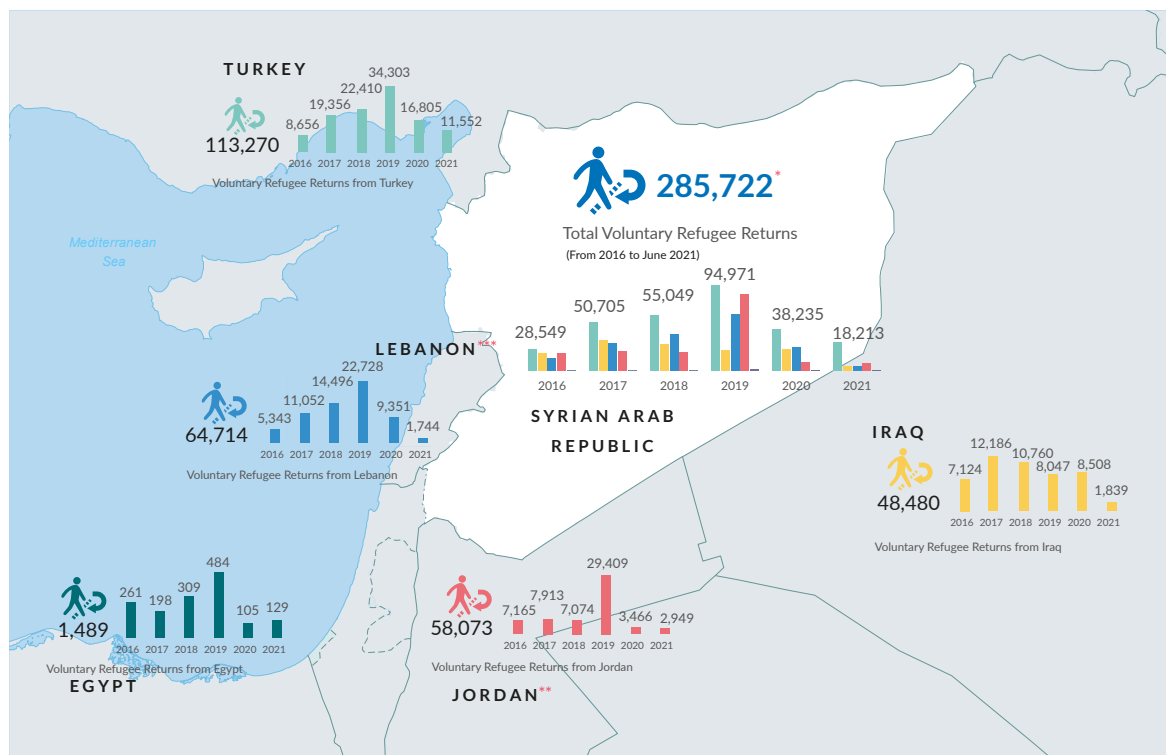 TURKEY
113,270
8,656
19,356
22,410
34,303
16,805
11,552
2016 2017 2018 2019 2020 2021
Voluntary Refugee Returns from Turkey
285,722*
Total Voluntary Refugee Returns
(From 2016 to June 2021)
28,549
50,705
55,049
94,971
38,235
18,213
2016 2017 2018 2019 2020 2021
SYRIAN ARAB
REPUBLIC
Mediterranean
Sea
LEBANON***
64,714
5,343
11,052
14,496
22,728
9,351
1,744
2016 2017 2018 2019 2020 2021
Voluntary Refugee Returns from Lebanon
IRAQ
48,480
7,124
12,186
10,760
8,047
8,508
1,839
2016 2017 2018 2019 2020 2021
Voluntary Refugee Returns from Iraq
1,489
261
198
309
484
105
129
2016 2017 2018 2019 2020 2021
Voluntary Refugee Returns from Egypt
EGYPT
58,073
7,165
7,913
7,074
29,409
3,466
2,949
2016 2017 2018 2019 2020 2021
Voluntary Refugee Returns from Jordan
JORDAN**